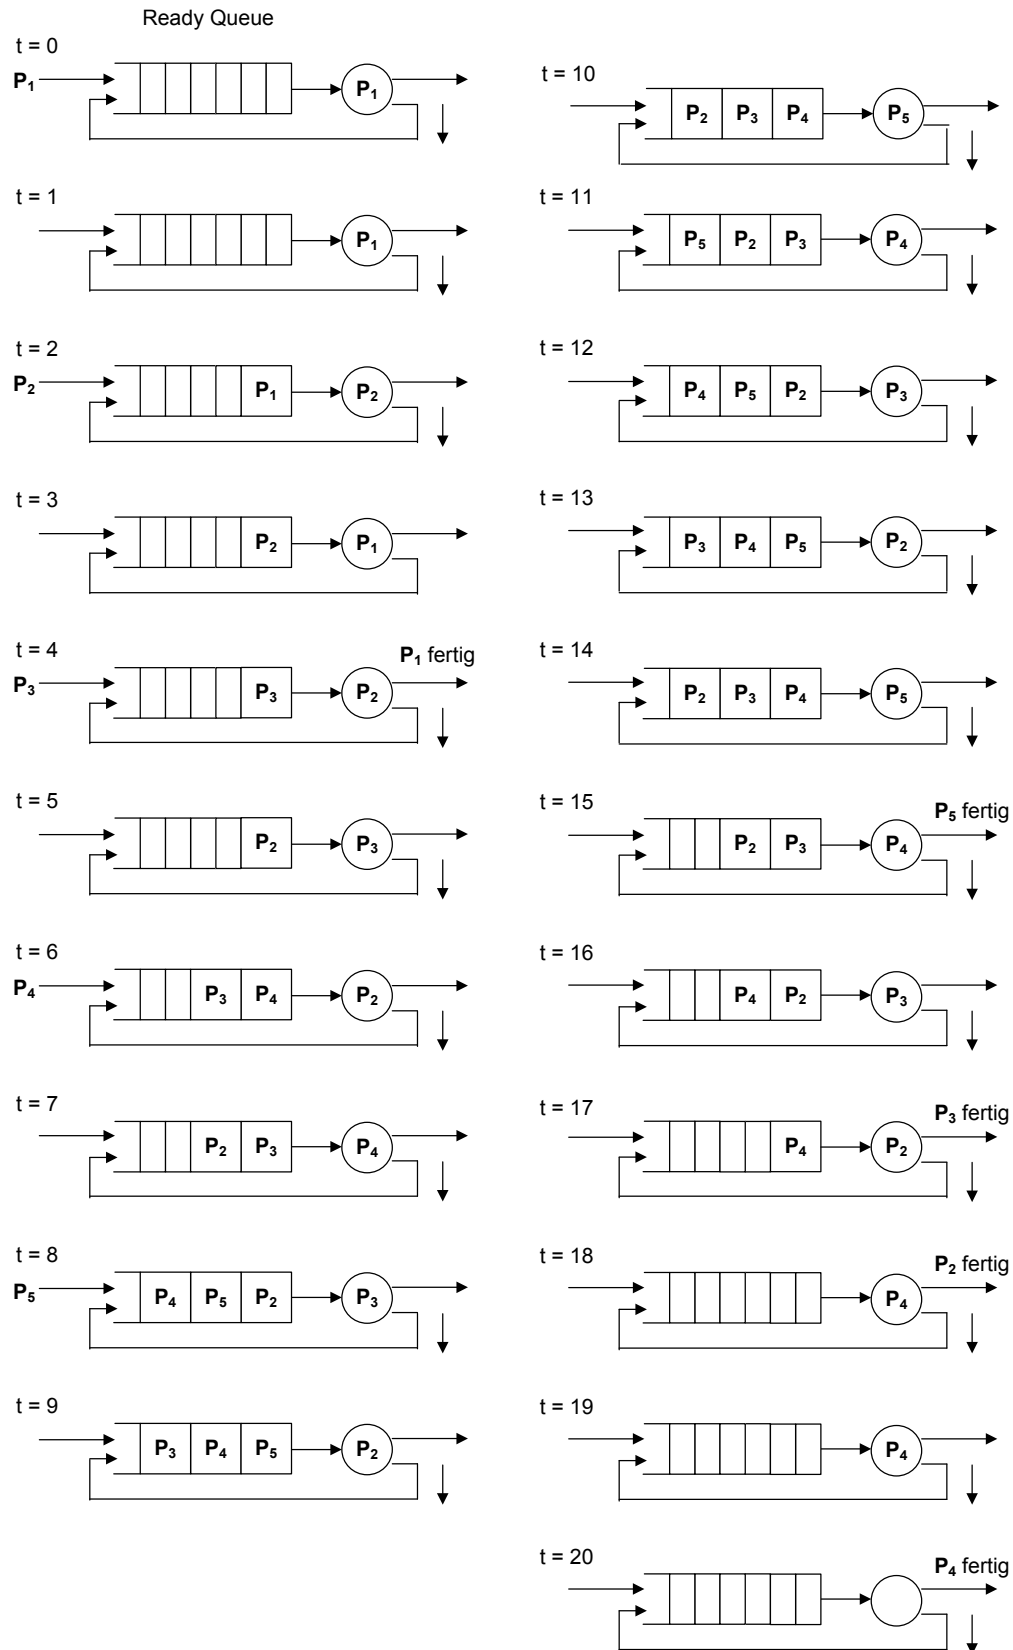 Ready Queue
t = 0
P₁
P₁
t = 1
P₁
t = 2
P₂
P₁ P₂
t = 3
P₂ P₁
t = 4
P₁ fertig
P₃
P₃ P₂
t = 5
P₂ P₃
t = 6
P₄
P₃ P₄ P₂
t = 7
P₂ P₃ P₄
t = 8
P₅
P₄ P₅ P₂ P₃
t = 9
P₃ P₄ P₅ P₂
t = 10
P₂ P₃ P₄ P₅
t = 11
P₅ P₂ P₃ P₄
t = 12
P₄ P₅ P₂ P₃
t = 13
P₃ P₄ P₅ P₂
t = 14
P₂ P₃ P₄ P₅
t = 15
P₅ fertig
P₂ P₃ P₄
t = 16
P₄ P₂ P₃
t = 17
P₃ fertig
P₄ P₂
t = 18
P₂ fertig
P₄
t = 19
P₄
t = 20
P₄ fertig